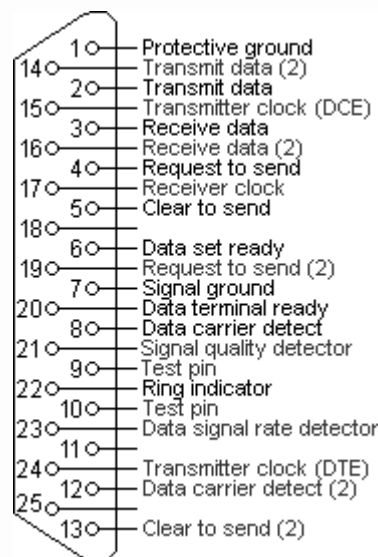 1 Protective ground
14 Transmit data (2)
2 Transmit data
15 Transmitter clock (DCE)
3 Receive data
16 Receive data (2)
4 Request to send
17 Receiver clock
5 Clear to send
18
6 Data set ready
19 Request to send (2)
7 Signal ground
20 Data terminal ready
8 Data carrier detect
21 Signal quality detector
9 Test pin
22 Ring indicator
10 Test pin
23 Data signal rate detector
11
24 Transmitter clock (DTE)
12 Data carrier detect (2)
25
13 Clear to send (2)